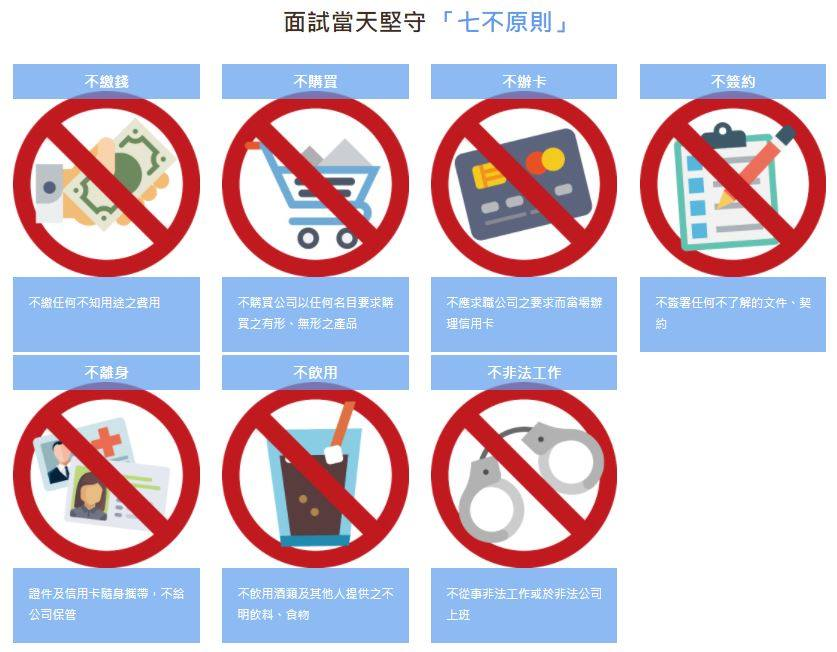 面試當天堅守「七不原則」
不繳錢
不購買
不辦卡
不簽約
不繳任何不知用途之費用
不購買公司以任何名目要求購
買之有形、無形之產品
不應求職公司之要求而當場辦
理信用卡
不簽署任何不了解的文件、契
約
不離身
不飲用
不非法工作
證件及信用卡隨身攜帶，不給
公司保管
不飲用酒類及其他人提供之不
明飲料、食物
不從事非法工作或於非法公司
上班